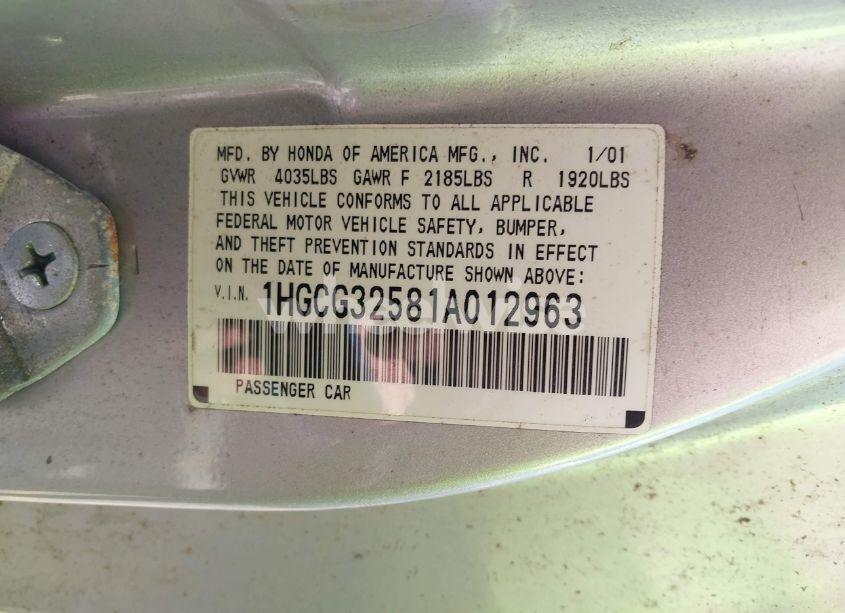 MFD. BY HONDA OF AMERICA MFG., INC. 1/01
GVWR 4035LBS GAWR F 2185LBS R 1920LBS
THIS VEHICLE CONFORMS TO ALL APPLICABLE
FEDERAL MOTOR VEHICLE SAFETY, BUMPER,
AND THEFT PREVENTION STANDARDS IN EFFECT
ON THE DATE OF MANUFACTURE SHOWN ABOVE:
V.I.N. 1HGCG32581A012963
PASSENGER CAR